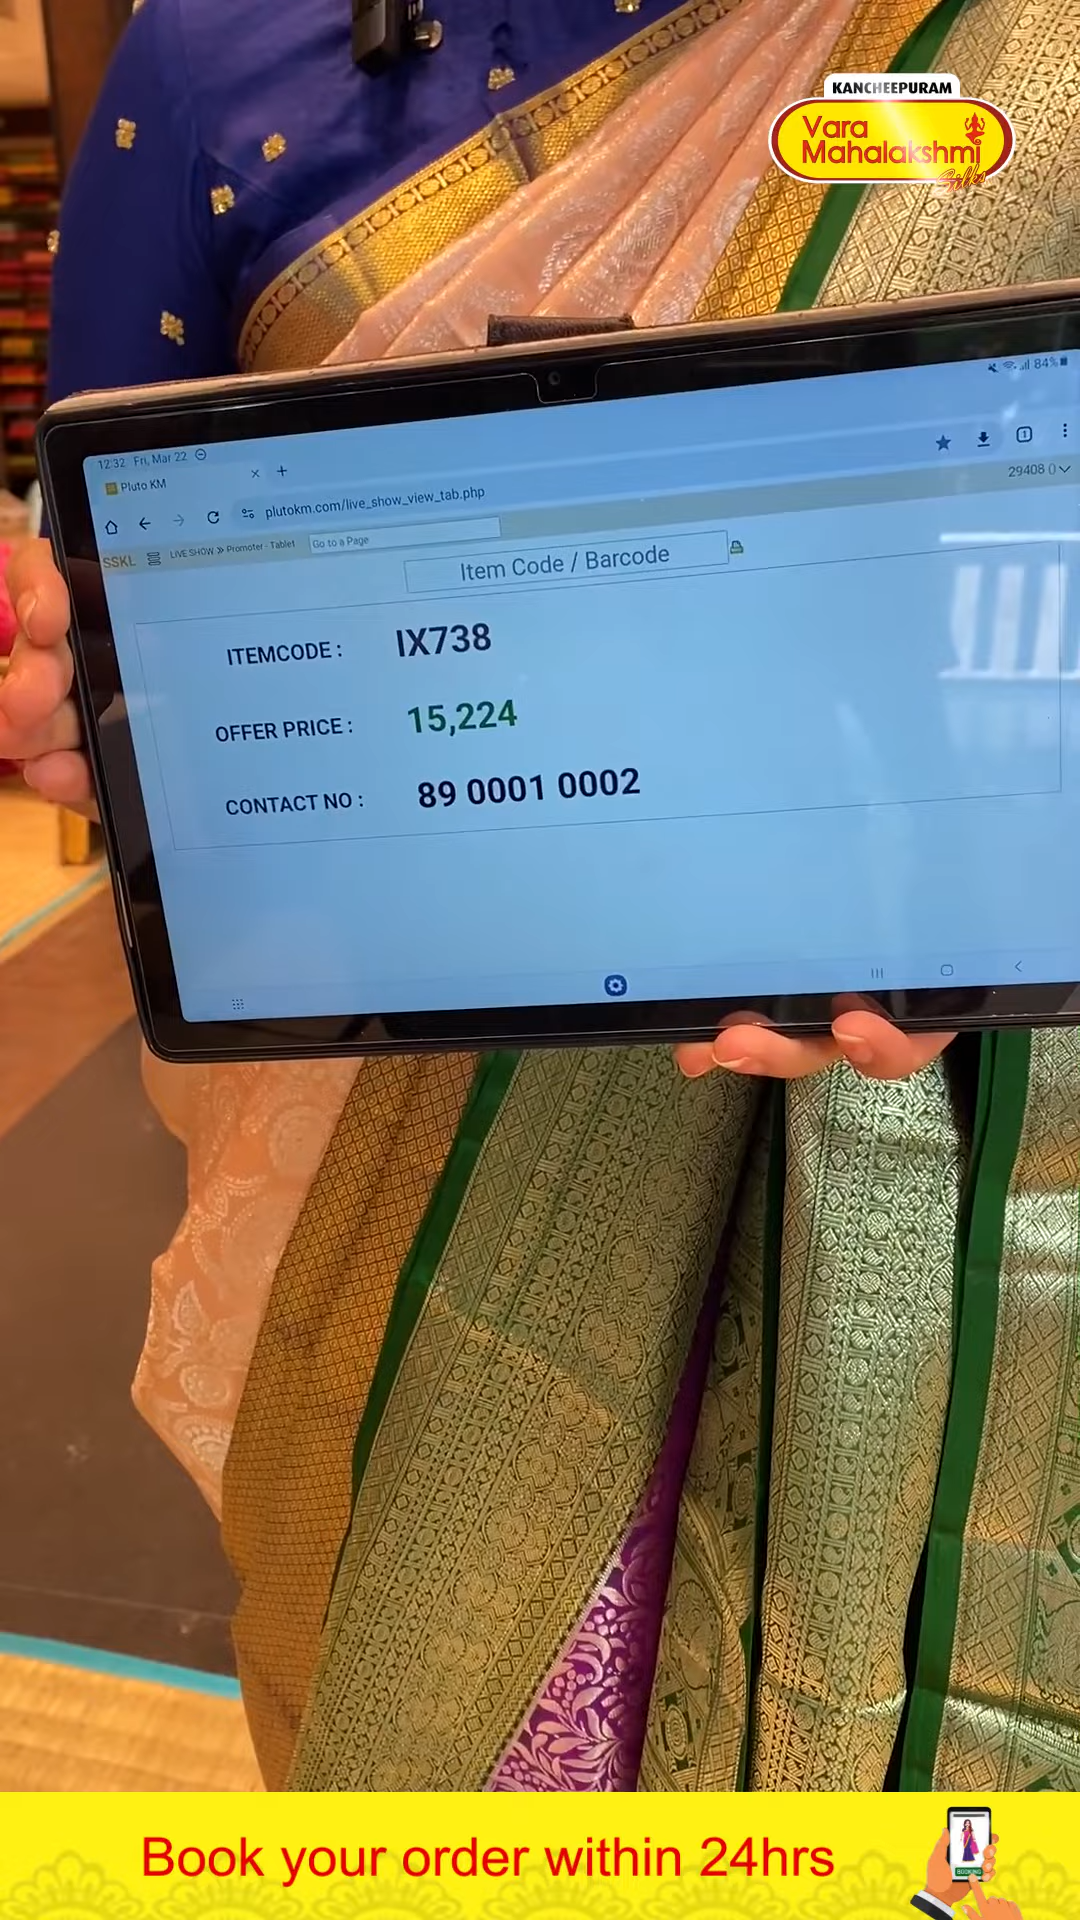 KANCHEEPURAM
Vara
Mahalakshmi
Silks
84%
12:32 Fri, Mar 22
Pluto KM
plutokm.com/live_show_view_tab.php
29408 ()
SSKL
LIVE SHOW » Promoter - Tablet
Go to a Page
Item Code / Barcode
ITEMCODE : IX738
OFFER PRICE : 15,224
CONTACT NO : 89 0001 0002
Book your order within 24hrs
BOOKING